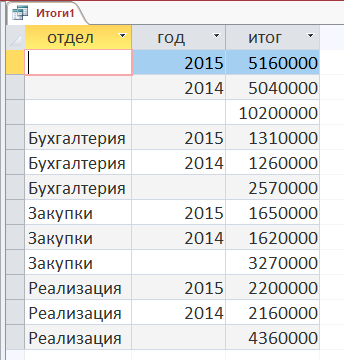 Итоги1
отдел год итог
2015 5160000
2014 5040000
10200000
Бухгалтерия 2015 1310000
Бухгалтерия 2014 1260000
Бухгалтерия 2570000
Закупки 2015 1650000
Закупки 2014 1620000
Закупки 3270000
Реализация 2015 2200000
Реализация 2014 2160000
Реализация 4360000